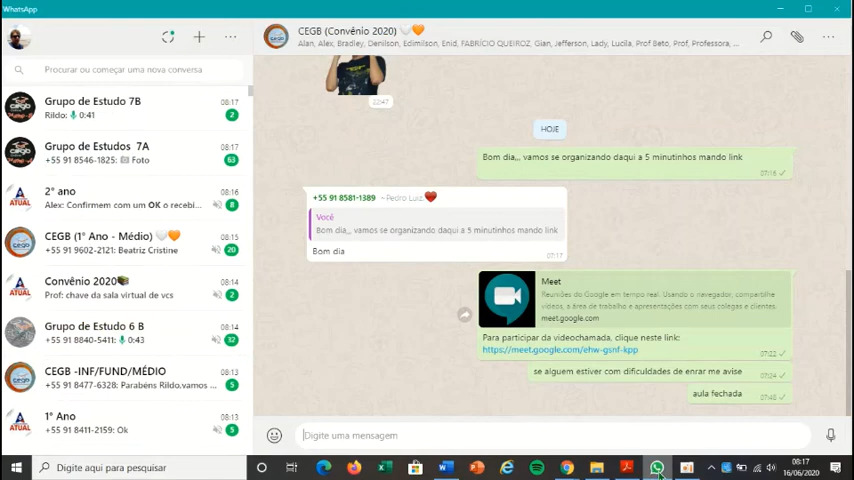 WhatsApp
Procurar ou começar uma nova conversa
Grupo de Estudo 7B
08:17
Rildo: 0:41
2
Grupo de Estudos 7A
08:17
+55 91 8546-1825: Foto
63
2° ano
08:16
Alex: Confirmem com um OK o recebi...
8
CEGB (1° Ano - Médio)
08:15
+55 91 9602-2121: Beatriz Cristine
20
Convênio 2020
08:14
Prof: chave da sala virtual de vcs
2
Grupo de Estudo 6 B
08:14
+55 91 8840-5411: 0:43
32
CEGB -INF/FUND/MÉDIO
08:13
+55 91 8477-6328: Parabéns Rildo.vamos ...
5
1° Ano
08:13
+55 91 8411-2159: Ok
5
CEGB (Convênio 2020)
Alan, Alex, Bradley, Denilson, Edimilson, Enid, FABRÍCIO QUEIROZ, Gian, Jefferson, Lady, Lucila, Prof Beto, Prof, Professora, ...
22:47
HOJE
Bom dia,,, vamos se organizando daqui a 5 minutinhos mando link
07:16
+55 91 8581-1389 ~Pedro Luiz
Você
Bom dia,,, vamos se organizando daqui a 5 minutinhos mando link
Bom dia
07:17
Meet
Reuniões do Google em tempo real. Usando o navegador, compartilhe
vídeos, a área de trabalho e apresentações com seus colegas e clientes.
meet.google.com
Para participar da videochamada, clique neste link:
https://meet.google.com/ehw-gsnf-kpp
07:22
se alguem estiver com dificuldades de enrar me avise
07:24
aula fechada
07:48
Digite uma mensagem
Digite aqui para pesquisar
08:17
16/06/2020